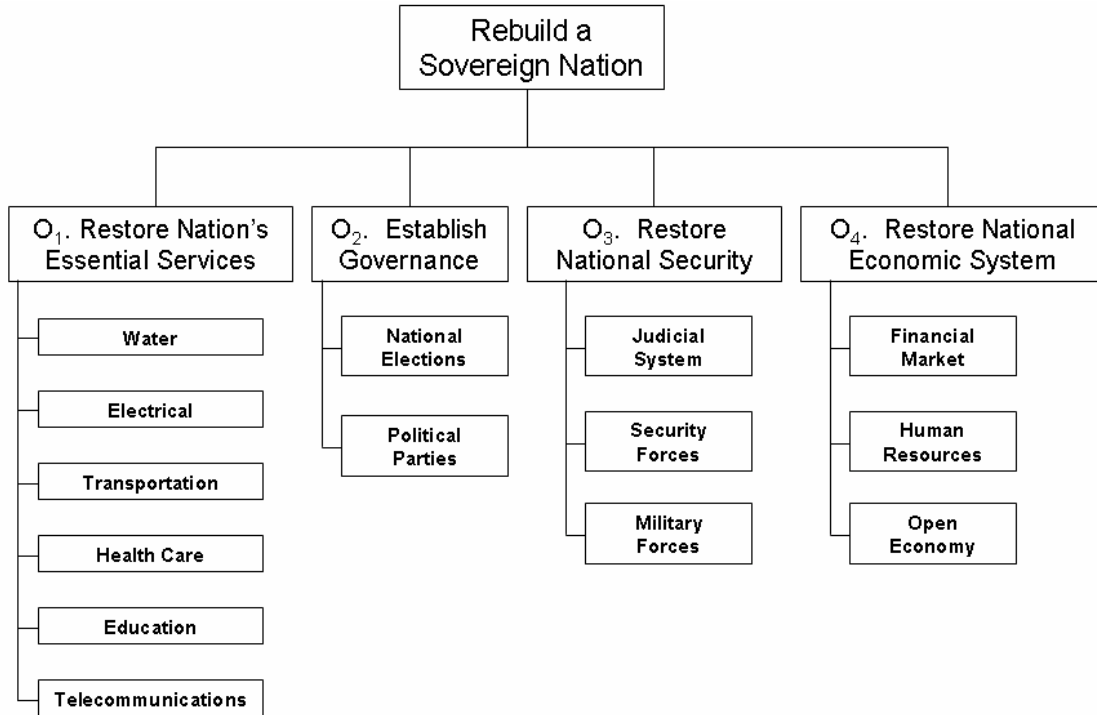 Rebuild a
Sovereign Nation
O₁. Restore Nation's
Essential Services
Water
Electrical
Transportation
Health Care
Education
Telecommunications
O₂. Establish
Governance
National
Elections
Political
Parties
O₃. Restore
National Security
Judicial
System
Security
Forces
Military
Forces
O₄. Restore National
Economic System
Financial
Market
Human
Resources
Open
Economy